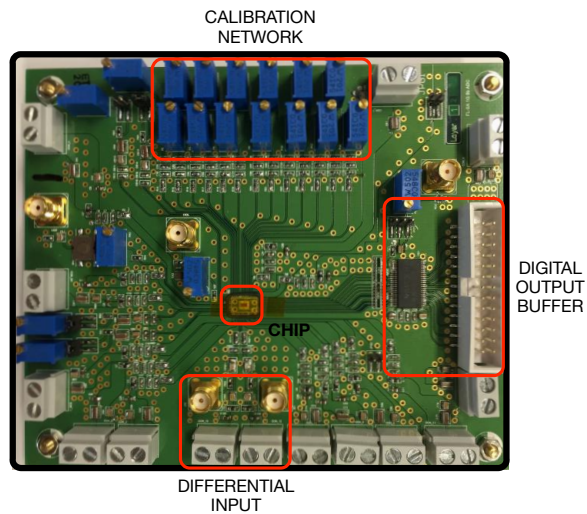 CALIBRATION
NETWORK
CHIP
DIGITAL
OUTPUT
BUFFER
DIFFERENTIAL
INPUT